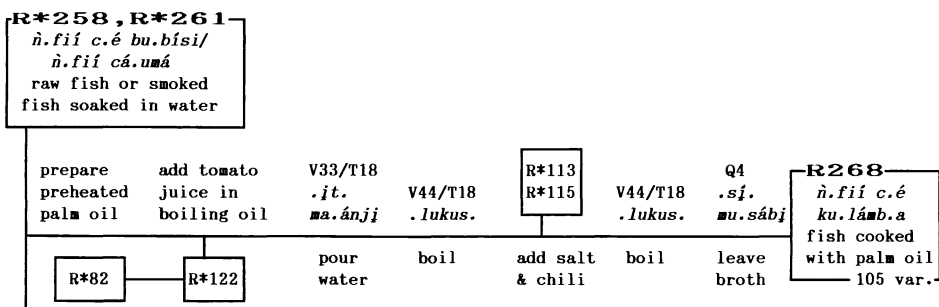 R*258,R*261
ǹ.fií c.é bu.bísi/
ǹ.fií cá.umá
raw fish or smoked
fish soaked in water
prepare add tomato V33/T18 R*113 Q4 R268
preheated juice in .jt. V44/T18 R*115 V44/T18 .sį́. ǹ.fií c.é
palm oil boiling oil ma.ánjį .lukus. .lukus. mu.sábį ku.lámb.a
fish cooked
R*82 R*122 pour boil add salt boil leave with palm oil
water & chili broth 105 var.